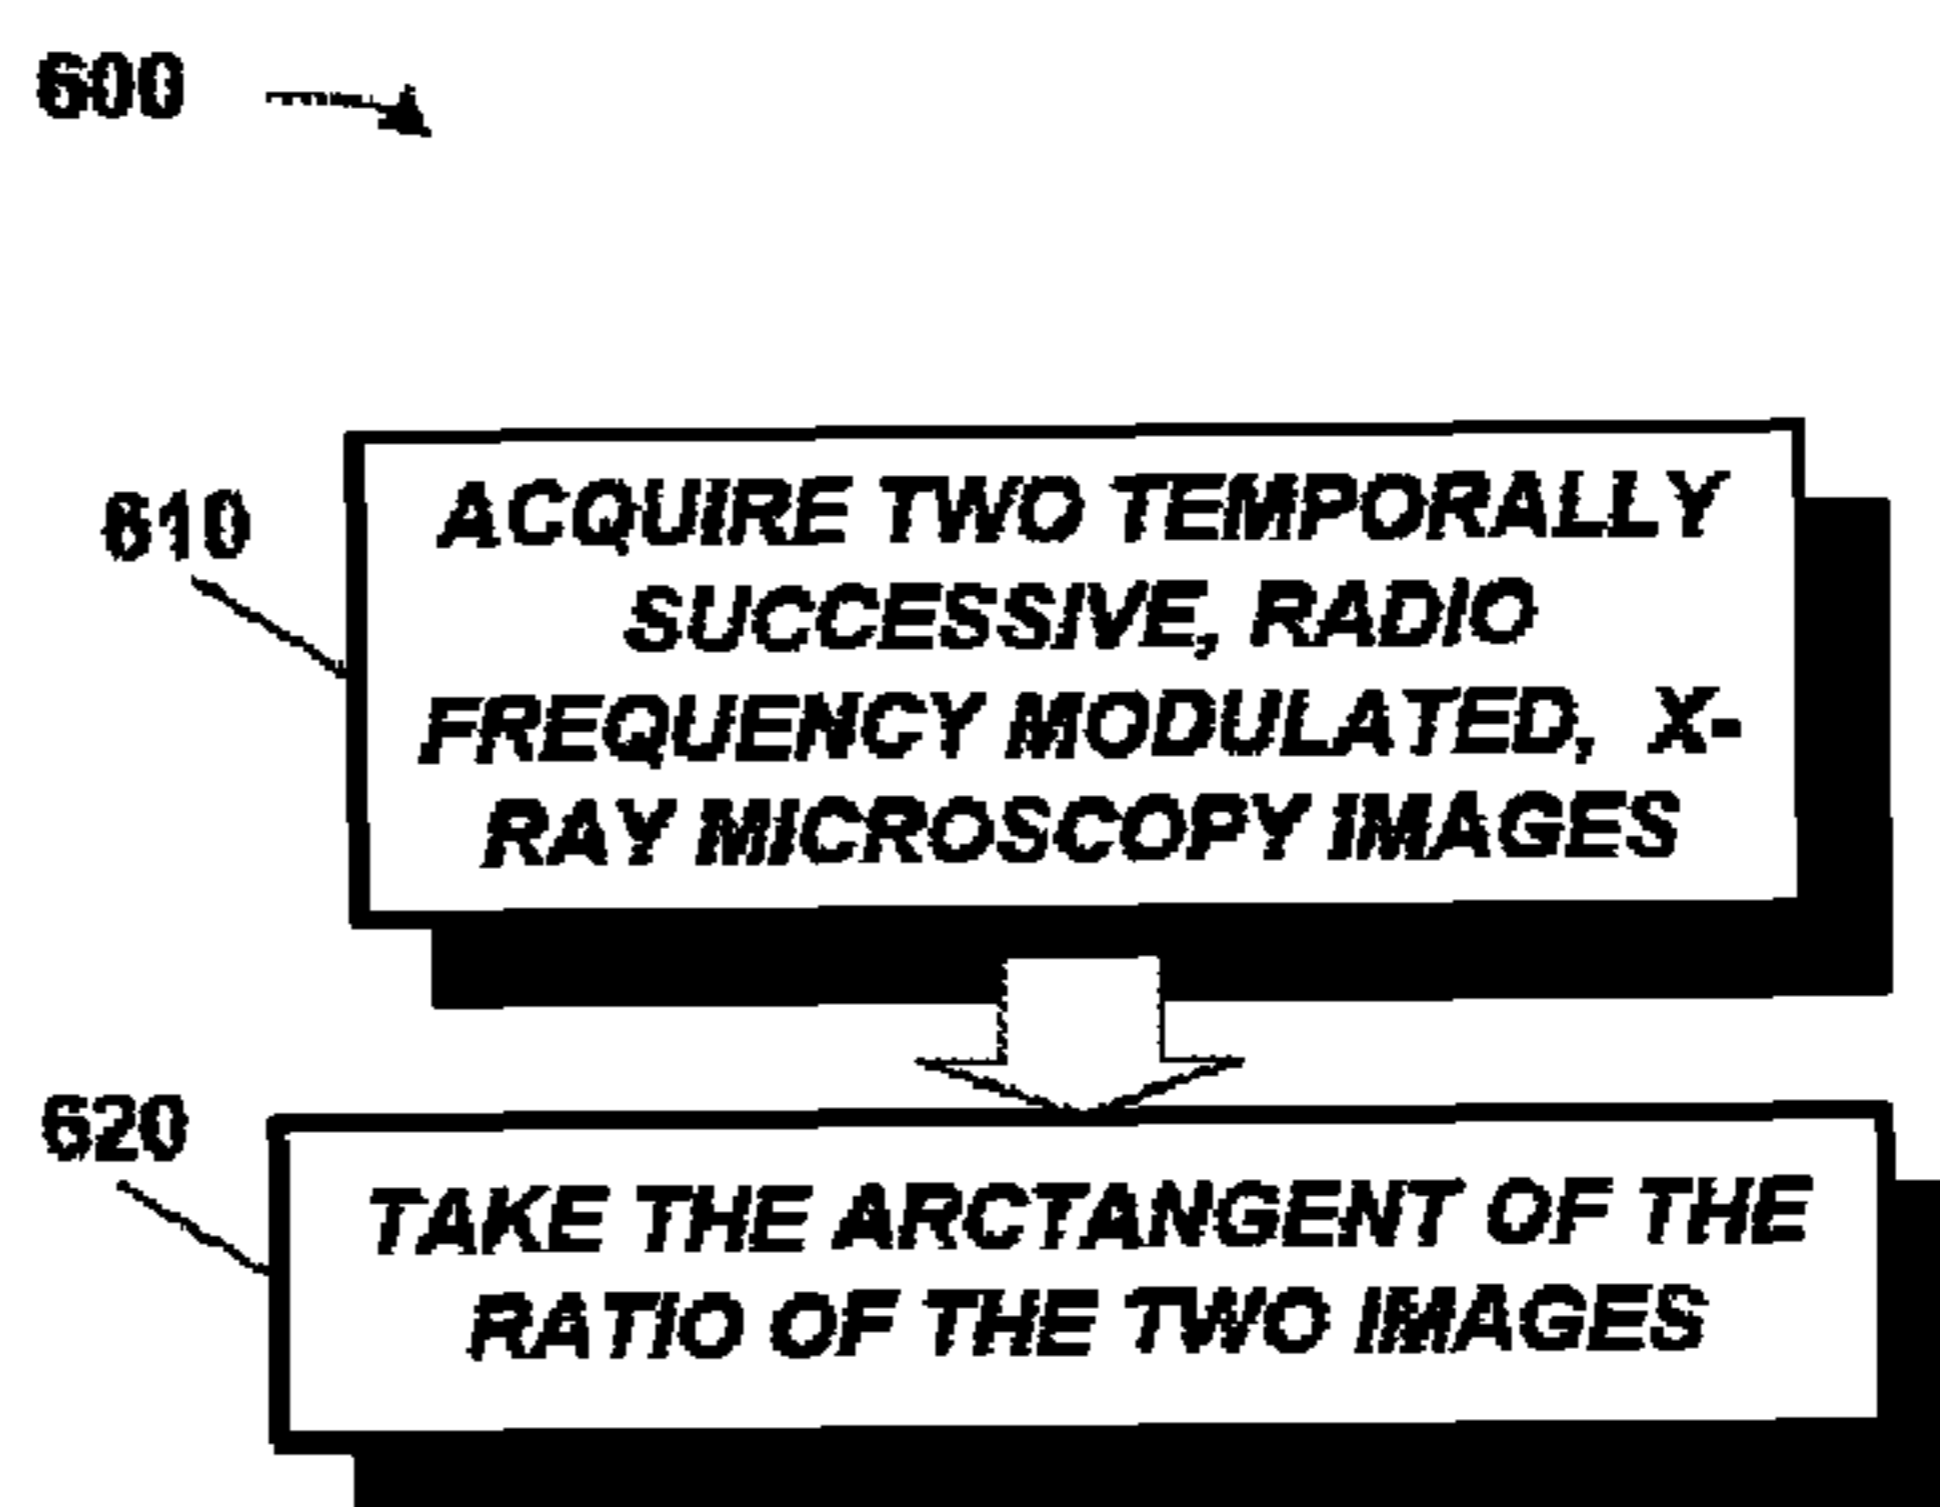 600
610
ACQUIRE TWO TEMPORALLY
SUCCESSIVE, RADIO
FREQUENCY MODULATED, X-
RAY MICROSCOPY IMAGES
620
TAKE THE ARCTANGENT OF THE
RATIO OF THE TWO IMAGES